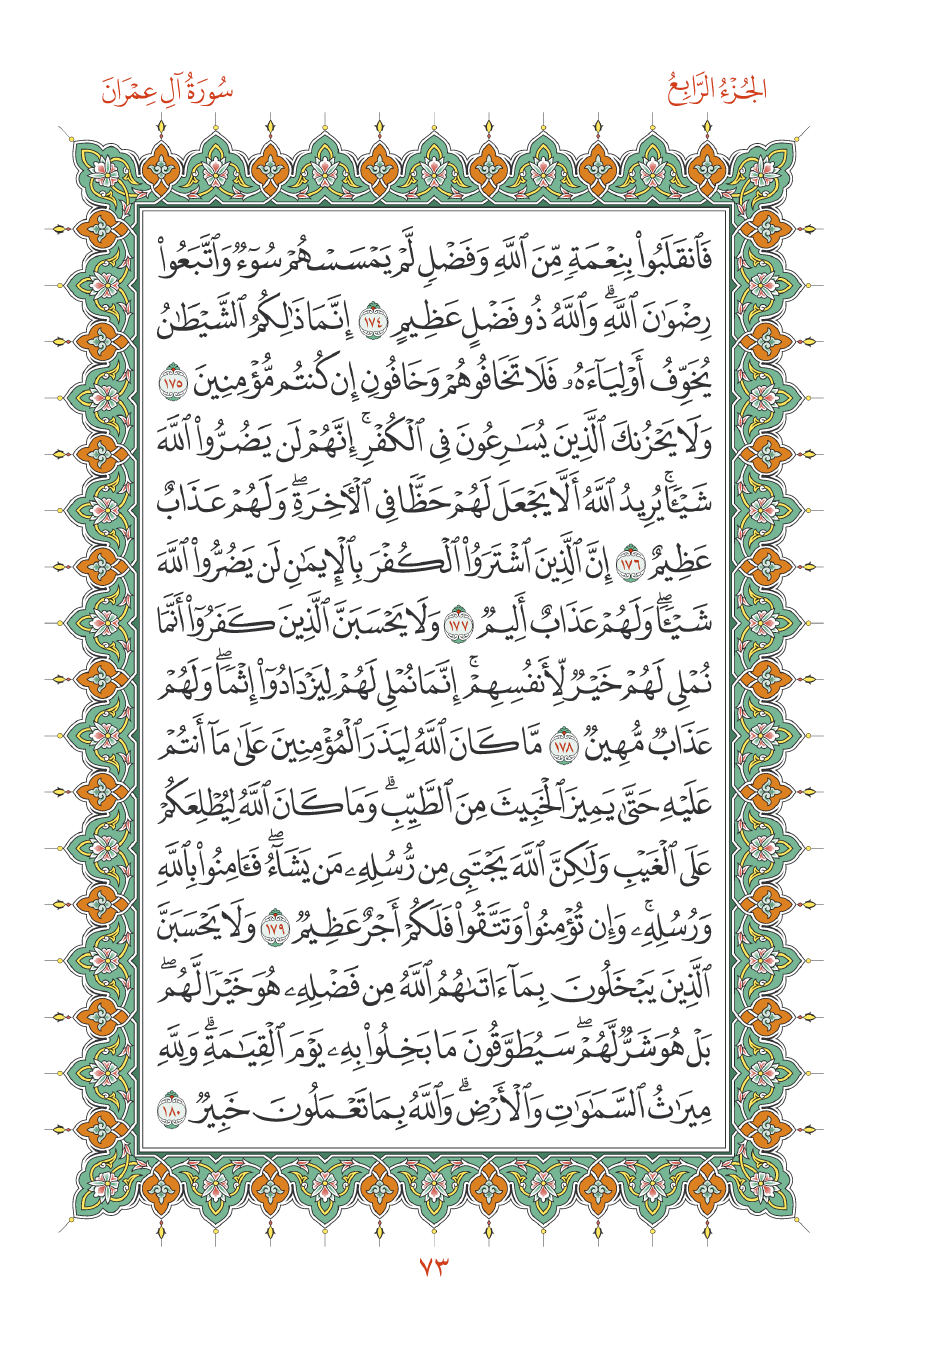 الجُزْءُ الرَّابِعُ
سُورَةُ آلِ عِمْرَانَ
فَٱنقَلَبُوا۟ بِنِعْمَةٍ مِّنَ ٱللَّهِ وَفَضْلٍ لَّمْ يَمْسَسْهُمْ سُوٓءٌ وَٱتَّبَعُوا۟
رِضْوَٰنَ ٱللَّهِ ۗ وَٱللَّهُ ذُو فَضْلٍ عَظِيمٍ ١٧٤ إِنَّمَا ذَٰلِكُمُ ٱلشَّيْطَٰنُ
يُخَوِّفُ أَوْلِيَآءَهُۥ فَلَا تَخَافُوهُمْ وَخَافُونِ إِن كُنتُم مُّؤْمِنِينَ ١٧٥
وَلَا يَحْزُنكَ ٱلَّذِينَ يُسَٰرِعُونَ فِى ٱلْكُفْرِ ۚ إِنَّهُمْ لَن يَضُرُّوا۟ ٱللَّهَ
شَيْـًٔا ۗ يُرِيدُ ٱللَّهُ أَلَّا يَجْعَلَ لَهُمْ حَظًّا فِى ٱلْـَٔاخِرَةِ ۖ وَلَهُمْ عَذَابٌ
عَظِيمٌ ١٧٦ إِنَّ ٱلَّذِينَ ٱشْتَرَوُا۟ ٱلْكُفْرَ بِٱلْإِيمَٰنِ لَن يَضُرُّوا۟ ٱللَّهَ
شَيْـًٔا ۖ وَلَهُمْ عَذَابٌ أَلِيمٌ ١٧٧ وَلَا يَحْسَبَنَّ ٱلَّذِينَ كَفَرُوٓا۟ أَنَّمَا
نُمْلِى لَهُمْ خَيْرٌ لِّأَنفُسِهِمْ ۚ إِنَّمَا نُمْلِى لَهُمْ لِيَزْدَادُوٓا۟ إِثْمًا ۖ وَلَهُمْ
عَذَابٌ مُّهِينٌ ١٧٨ مَّا كَانَ ٱللَّهُ لِيَذَرَ ٱلْمُؤْمِنِينَ عَلَىٰ مَآ أَنتُمْ
عَلَيْهِ حَتَّىٰ يَمِيزَ ٱلْخَبِيثَ مِنَ ٱلطَّيِّبِ ۗ وَمَا كَانَ ٱللَّهُ لِيُطْلِعَكُمْ
عَلَى ٱلْغَيْبِ وَلَٰكِنَّ ٱللَّهَ يَجْتَبِى مِن رُّسُلِهِۦ مَن يَشَآءُ ۖ فَـَٔامِنُوا۟ بِٱللَّهِ
وَرُسُلِهِۦ ۚ وَإِن تُؤْمِنُوا۟ وَتَتَّقُوا۟ فَلَكُمْ أَجْرٌ عَظِيمٌ ١٧٩ وَلَا يَحْسَبَنَّ
ٱلَّذِينَ يَبْخَلُونَ بِمَآ ءَاتَىٰهُمُ ٱللَّهُ مِن فَضْلِهِۦ هُوَ خَيْرًا لَّهُم ۖ
بَلْ هُوَ شَرٌّ لَّهُمْ ۖ سَيُطَوَّقُونَ مَا بَخِلُوا۟ بِهِۦ يَوْمَ ٱلْقِيَٰمَةِ ۗ وَلِلَّهِ
مِيرَٰثُ ٱلسَّمَٰوَٰتِ وَٱلْأَرْضِ ۗ وَٱللَّهُ بِمَا تَعْمَلُونَ خَبِيرٌ ١٨٠
٧٣